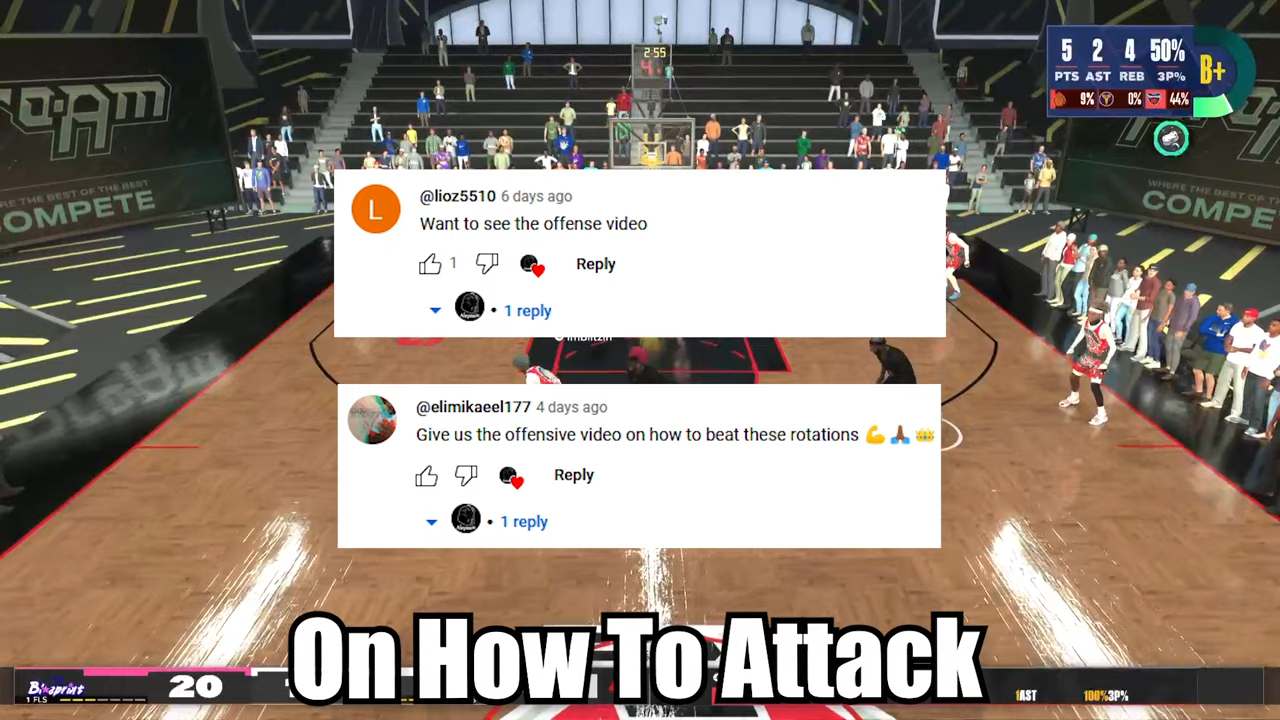 2:55
5 2 4 50% B+
PTS AST REB 3P%
9% 0% 44%
WHERE THE BEST OF THE BEST
COMPETE
@lioz5510 6 days ago
Want to see the offense video
1 Reply
1 reply
@elimikaeel177 4 days ago
Give us the offensive video on how to beat these rotations 💪🙏👑
Reply
1 reply
On How To Attack
Blueprint 20
1 FLS
1AST 100%3P%